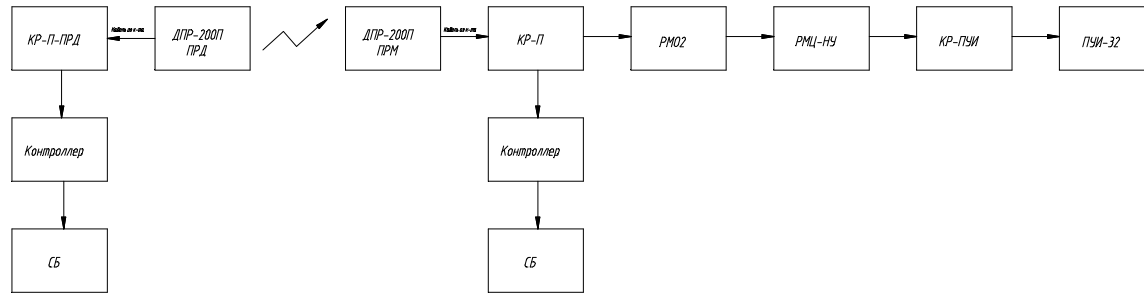 КР-П-ПРД
ДПР-200П
ПРД
ДПР-200П
ПРМ
КР-П
РМО2
РМЦ-НУ
КР-ПУИ
ПУИ-32
Контроллер
Контроллер
СБ
СБ